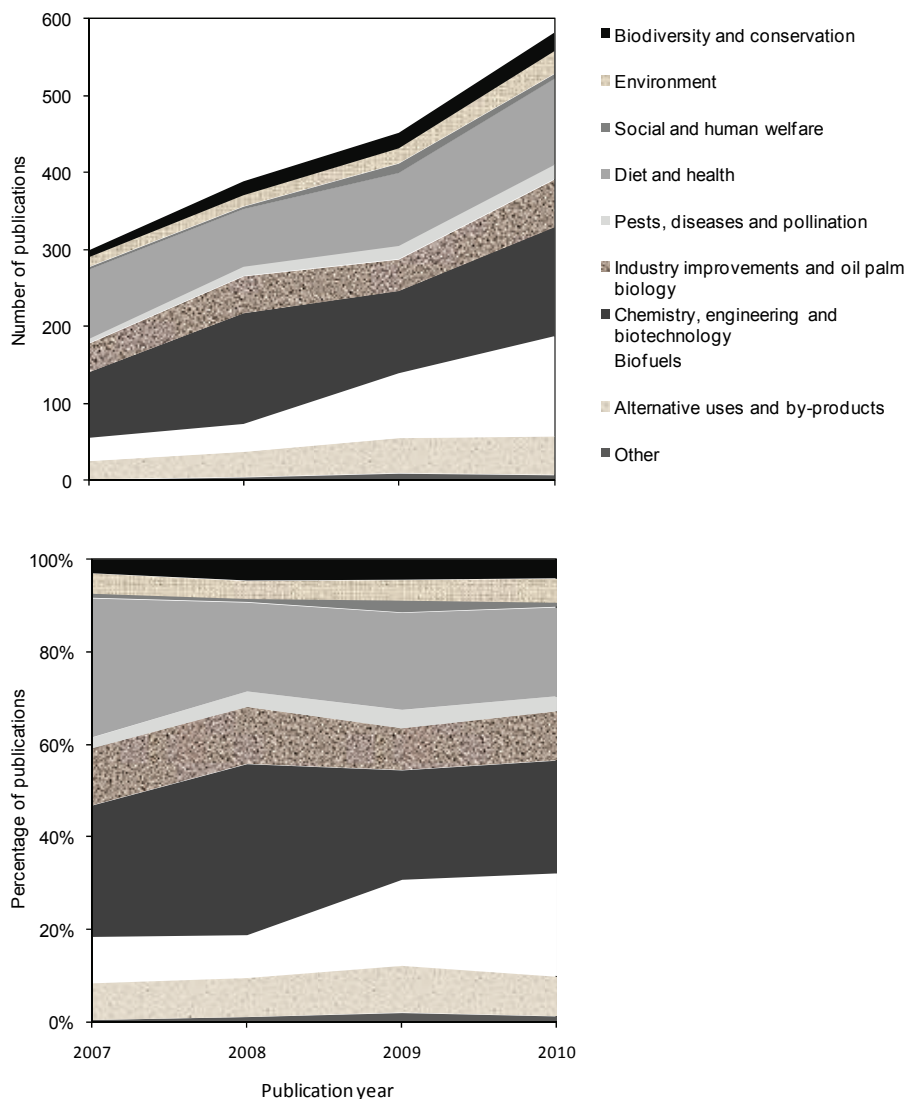 600
500
400
300
200
100
0
Number of publications
Biodiversity and conservation
Environment
Social and human welfare
Diet and health
Pests, diseases and pollination
Industry improvements and oil palm
biology
Chemistry, engineering and
biotechnology
Biofuels
Alternative uses and by-products
Other
100%
80%
60%
40%
20%
0%
Percentage of publications
2007 2008 2009 2010
Publication year